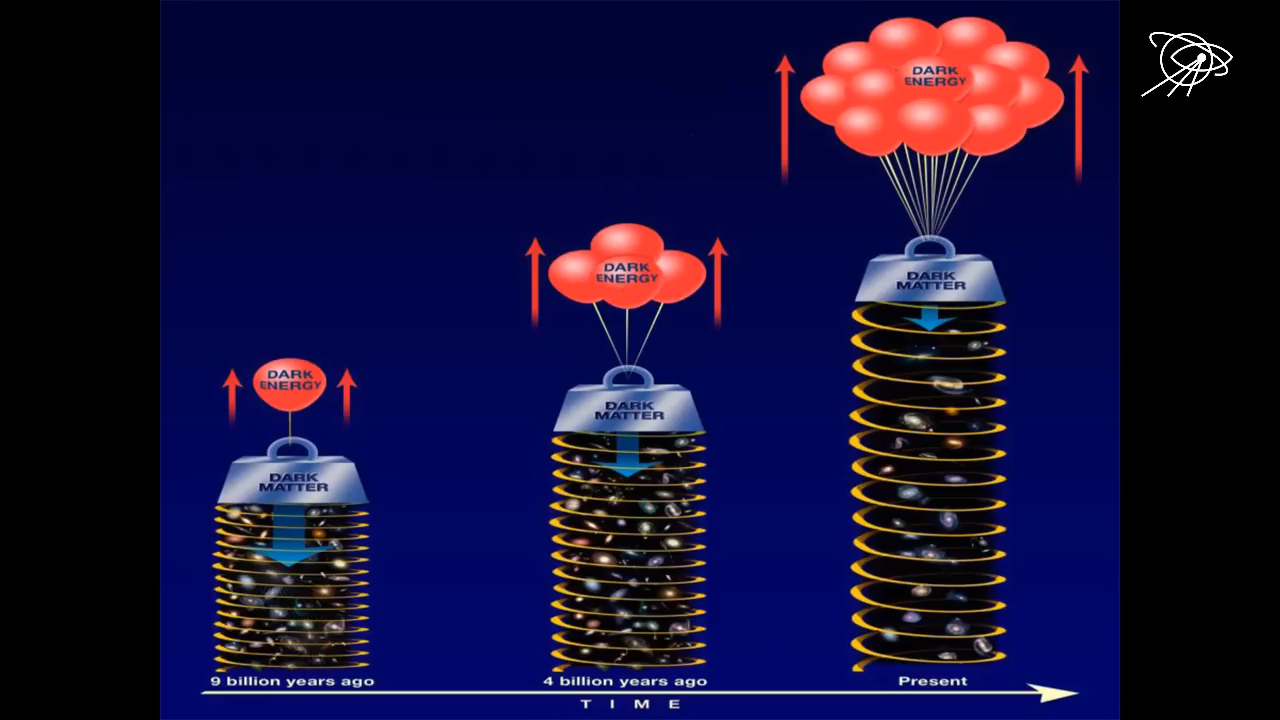 DARK
ENERGY
DARK
MATTER
9 billion years ago
DARK
ENERGY
DARK
MATTER
4 billion years ago
DARK
ENERGY
DARK
MATTER
Present
TIME